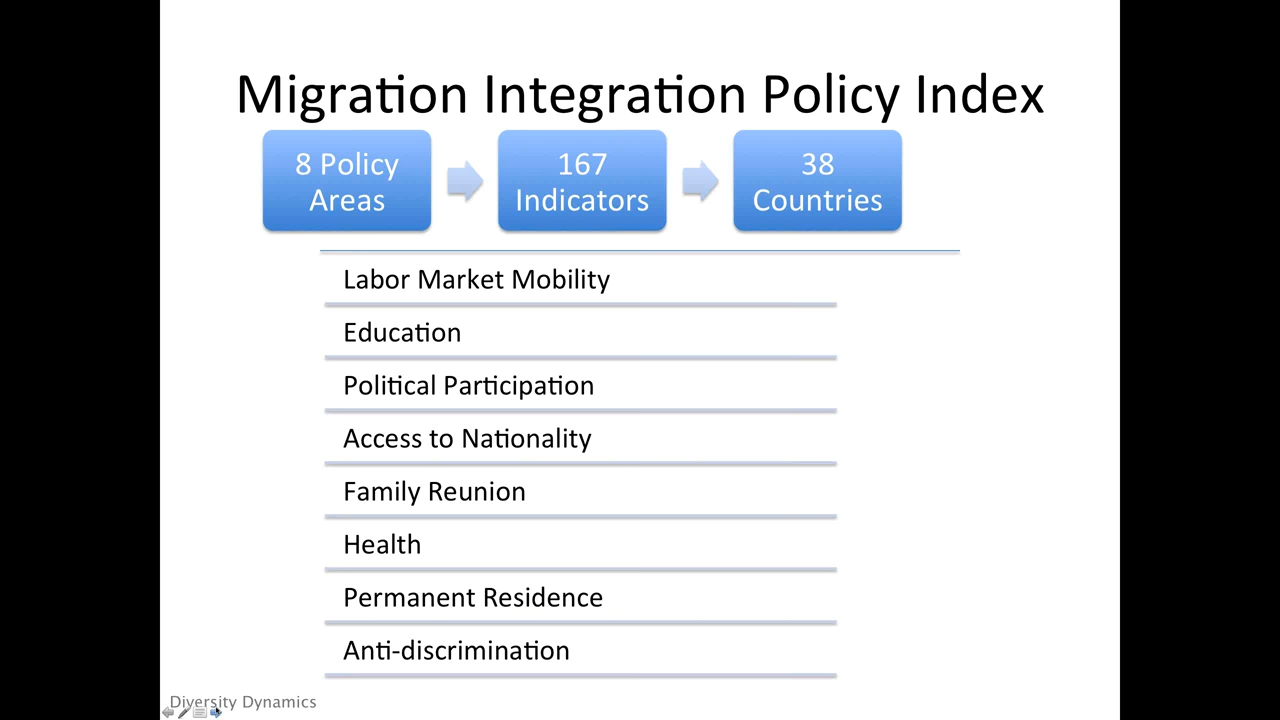 Migration Integration Policy Index
8 Policy
Areas
167
Indicators
38
Countries
Labor Market Mobility
Education
Political Participation
Access to Nationality
Family Reunion
Health
Permanent Residence
Anti-discrimination
Diversity Dynamics